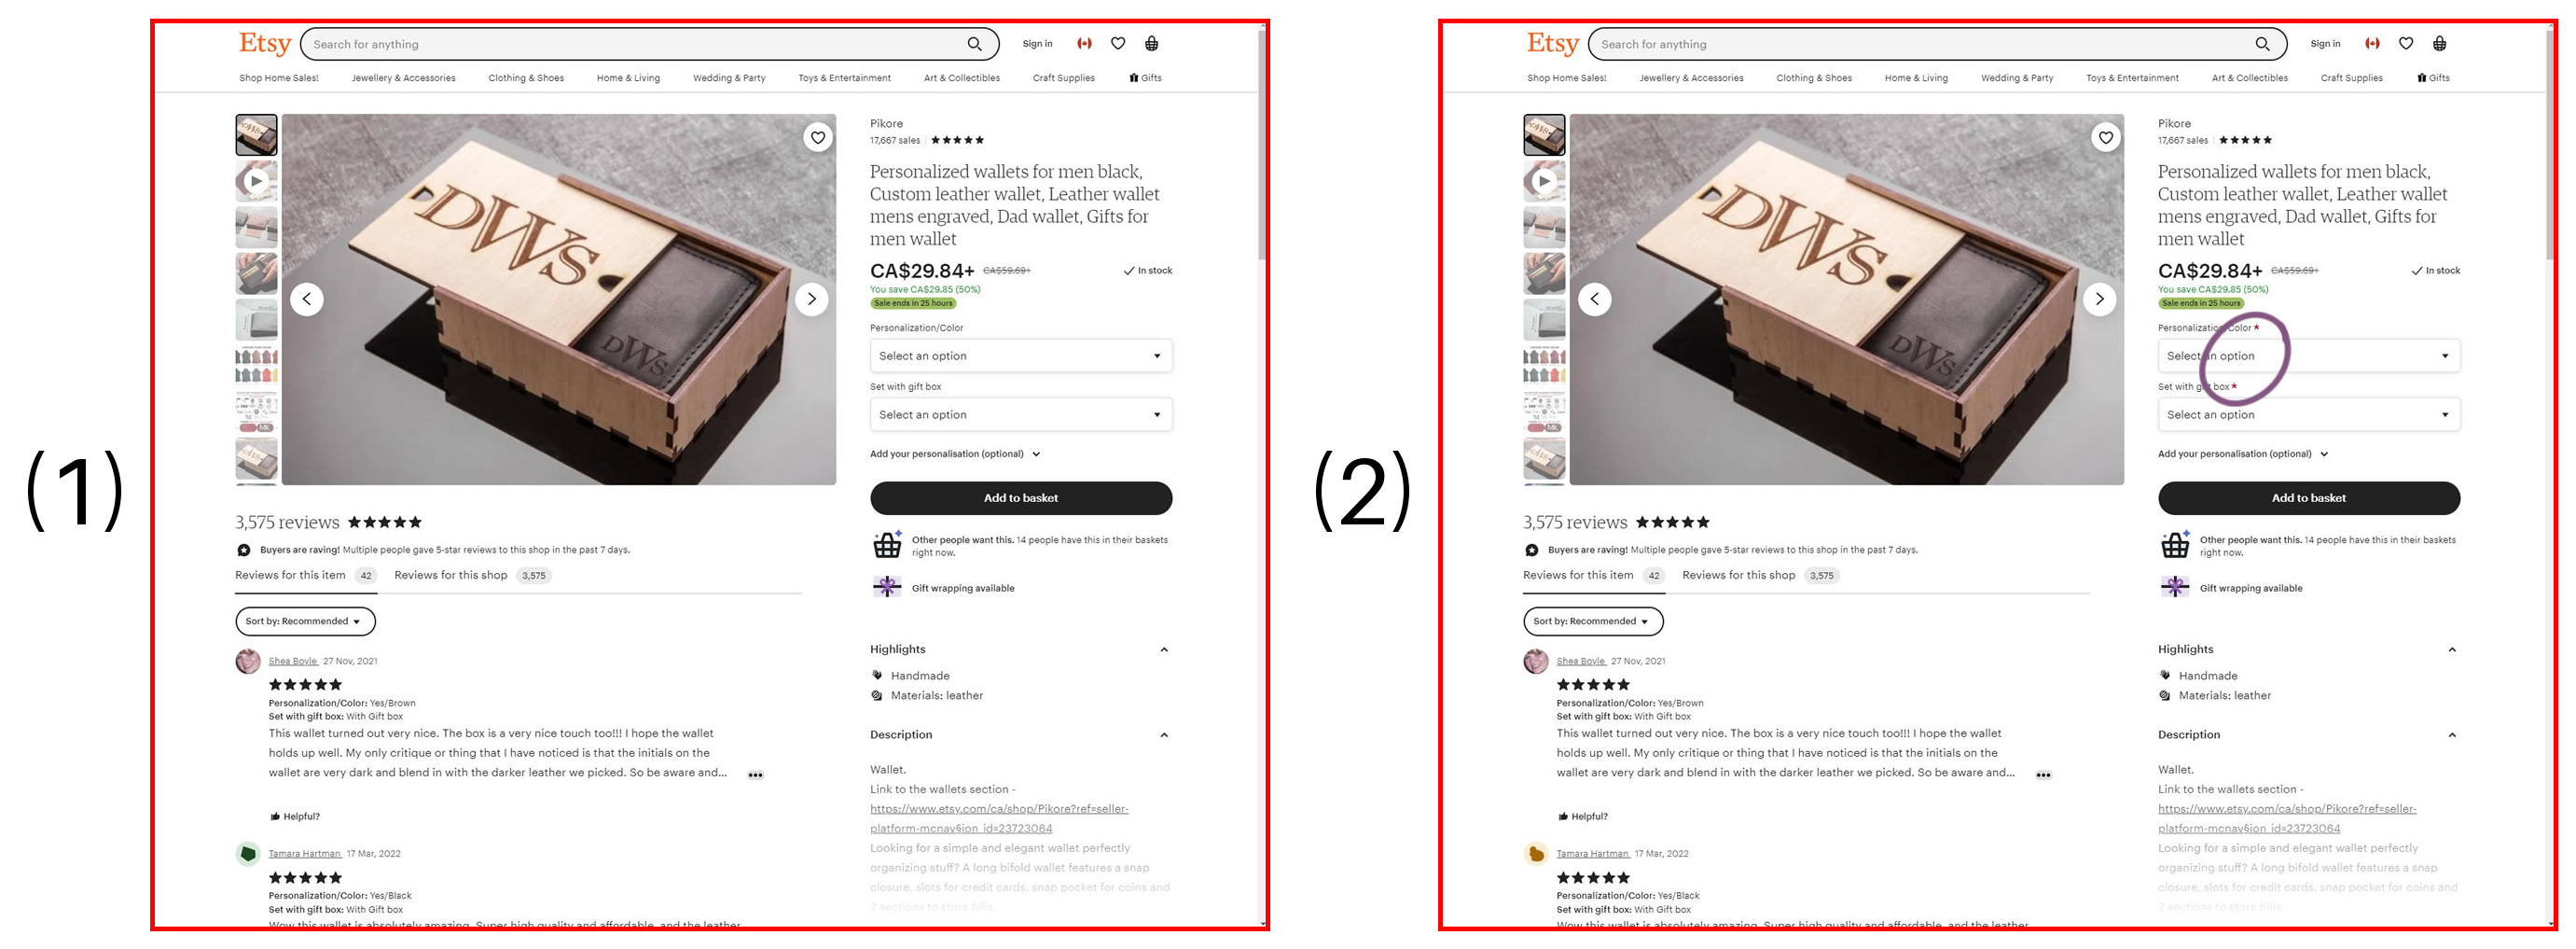 (1)
Etsy
Search for anything
Sign in
Shop Home Sales! Jewellery & Accessories Clothing & Shoes Home & Living Wedding & Party Toys & Entertainment Art & Collectibles Craft Supplies Gifts
DWS
DWS
Pikore
17,667 sales
Personalized wallets for men black,
Custom leather wallet, Leather wallet
mens engraved, Dad wallet, Gifts for
men wallet
CA$29.84+ CA$59.69+ In stock
You save CA$29.85 (50%)
Sale ends in 25 hours
Personalization/Color
Select an option
Set with gift box
Select an option
Add your personalisation (optional)
Add to basket
Other people want this. 14 people have this in their baskets
right now.
Gift wrapping available
Highlights
Handmade
Materials: leather
Description
Wallet.
Link to the wallets section -
https://www.etsy.com/ca/shop/Pikore?ref=seller-
platform-mcnav§ion_id=23723064
Looking for a simple and elegant wallet perfectly
organizing stuff? A long bifold wallet features a snap
closure, slots for credit cards, snap pocket for coins and
2 sections to store bills.
3,575 reviews
Buyers are raving! Multiple people gave 5-star reviews to this shop in the past 7 days.
Reviews for this item 42 Reviews for this shop 3,575
Sort by: Recommended
Shea Boyle 27 Nov, 2021
Personalization/Color: Yes/Brown
Set with gift box: With Gift box
This wallet turned out very nice. The box is a very nice touch too!!! I hope the wallet
holds up well. My only critique or thing that I have noticed is that the initials on the
wallet are very dark and blend in with the darker leather we picked. So be aware and...
Helpful?
Tamara Hartman 17 Mar, 2022
Personalization/Color: Yes/Black
Set with gift box: With Gift box
Wow this wallet is absolutely amazing. Super high quality and affordable, and the leather
(2)
Etsy
Search for anything
Sign in
Shop Home Sales! Jewellery & Accessories Clothing & Shoes Home & Living Wedding & Party Toys & Entertainment Art & Collectibles Craft Supplies Gifts
DWS
DWS
Pikore
17,667 sales
Personalized wallets for men black,
Custom leather wallet, Leather wallet
mens engraved, Dad wallet, Gifts for
men wallet
CA$29.84+ CA$59.69+ In stock
You save CA$29.85 (50%)
Sale ends in 25 hours
Personalization/Color *
Select an option
Set with gift box *
Select an option
Add your personalisation (optional)
Add to basket
Other people want this. 14 people have this in their baskets
right now.
Gift wrapping available
Highlights
Handmade
Materials: leather
Description
Wallet.
Link to the wallets section -
https://www.etsy.com/ca/shop/Pikore?ref=seller-
platform-mcnav§ion_id=23723064
Looking for a simple and elegant wallet perfectly
organizing stuff? A long bifold wallet features a snap
closure, slots for credit cards, snap pocket for coins and
2 sections to store bills.
3,575 reviews
Buyers are raving! Multiple people gave 5-star reviews to this shop in the past 7 days.
Reviews for this item 42 Reviews for this shop 3,575
Sort by: Recommended
Shea Boyle 27 Nov, 2021
Personalization/Color: Yes/Brown
Set with gift box: With Gift box
This wallet turned out very nice. The box is a very nice touch too!!! I hope the wallet
holds up well. My only critique or thing that I have noticed is that the initials on the
wallet are very dark and blend in with the darker leather we picked. So be aware and...
Helpful?
Tamara Hartman 17 Mar, 2022
Personalization/Color: Yes/Black
Set with gift box: With Gift box
Wow this wallet is absolutely amazing. Super high quality and affordable, and the leather